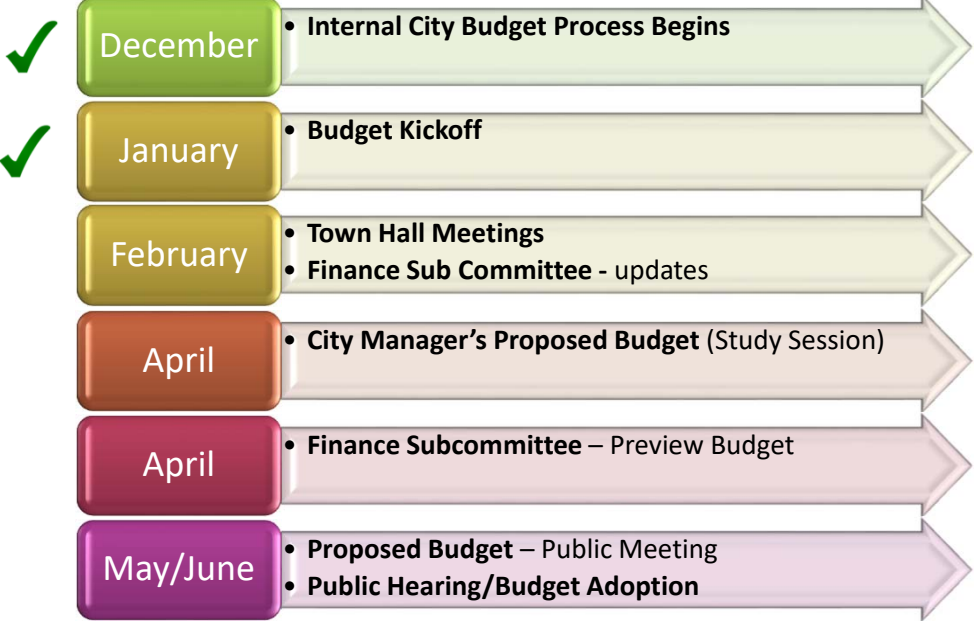 December
• Internal City Budget Process Begins
January
• Budget Kickoff
February
• Town Hall Meetings
• Finance Sub Committee - updates
April
• City Manager’s Proposed Budget (Study Session)
April
• Finance Subcommittee – Preview Budget
May/June
• Proposed Budget – Public Meeting
• Public Hearing/Budget Adoption